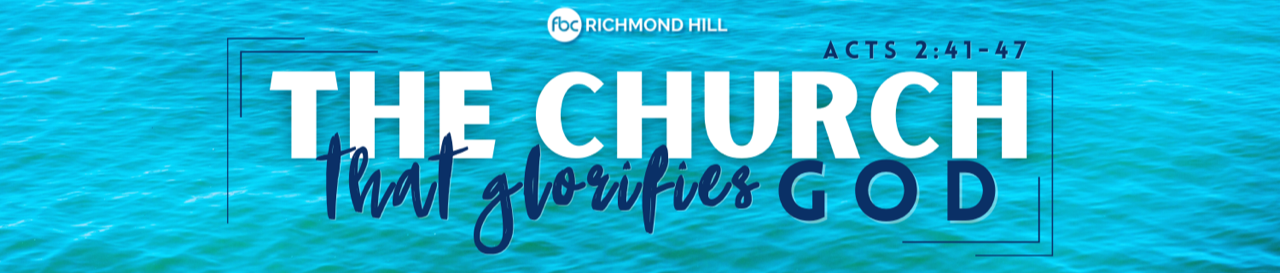 fbc RICHMOND HILL
ACTS 2:41-47
THE CHURCH
that glorifies GOD